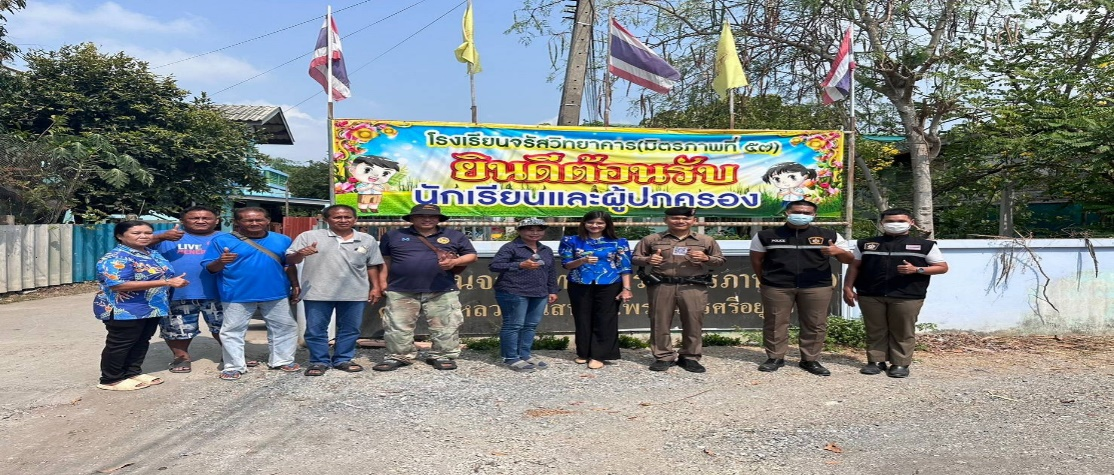 โรงเรียนจรัสวิทยาคาร(มิตรภาพที่ ๕๗)
ยินดีต้อนรับ
นักเรียนและผู้ปกครอง
LIVE
POLICE